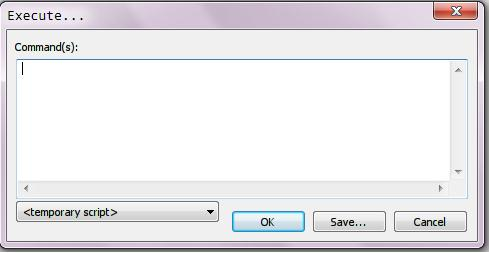 Execute...
Command(s):
<temporary script>
OK
Save...
Cancel